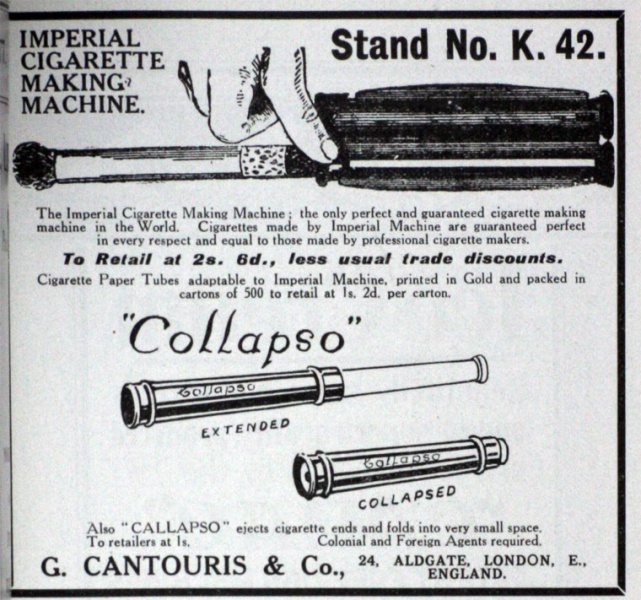 IMPERIAL
CIGARETTE
MAKING
MACHINE.
Stand No. K. 42.
The Imperial Cigarette Making Machine; the only perfect and guaranteed cigarette making
machine in the World. Cigarettes made by Imperial Machine are guaranteed perfect
in every respect and equal to those made by professional cigarette makers.
To Retail at 2s. 6d., less usual trade discounts.
Cigarette Paper Tubes adaptable to Imperial Machine, printed in Gold and packed in
cartons of 500 to retail at 1s. 2d. per carton.
"Collapso"
Collapso
EXTENDED
Collapso
COLLAPSED
Also "CALLAPSO" ejects cigarette ends and folds into very small space.
To retailers at 1s. Colonial and Foreign Agents required.
G. CANTOURIS & Co., 24, ALDGATE, LONDON, E.,
ENGLAND.